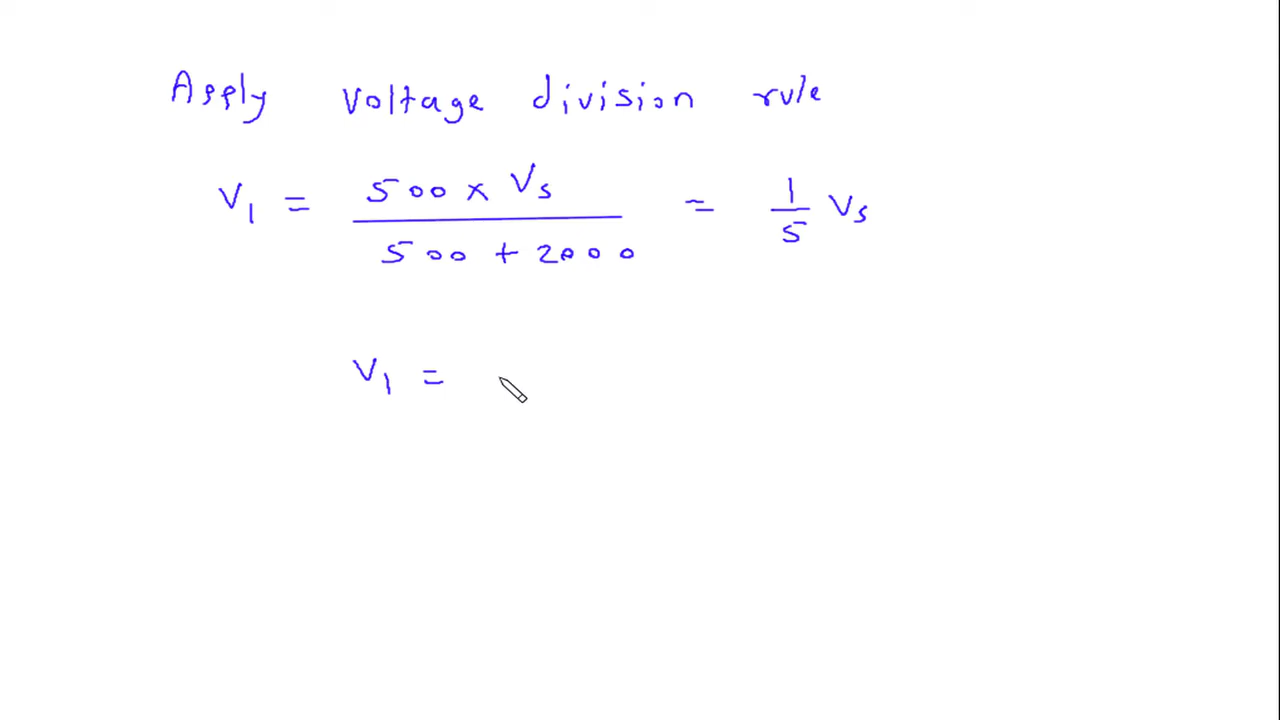 Apply voltage division rule
V₁ = (500 × Vs) / (500 + 2000) = 1/5 Vs
V₁ =